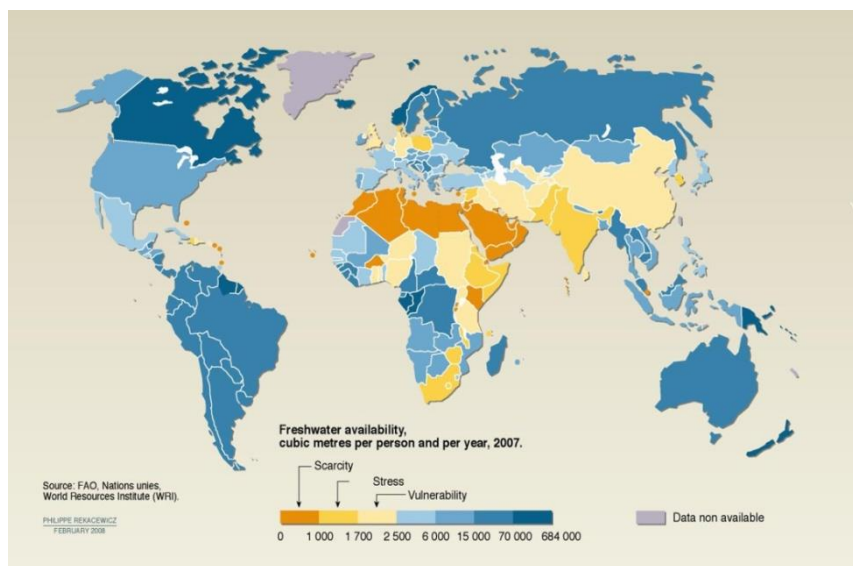 Freshwater availability,
cubic metres per person and per year, 2007.
Scarcity
Stress
Vulnerability
0 1 000 1 700 2 500 6 000 15 000 70 000 684 000
Data non available
Source: FAO, Nations unies,
World Resources Institute (WRI).
PHILIPPE REKACEWICZ
FEBRUARY 2008